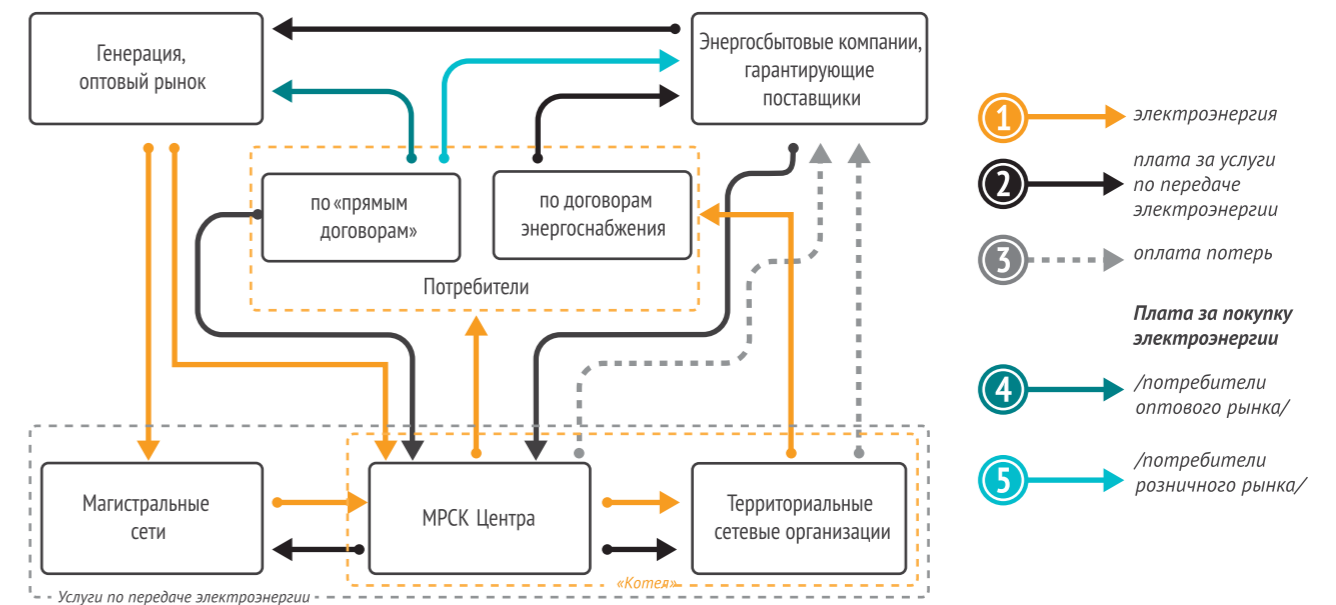 Генерация,
оптовый рынок
Энергосбытовые компании,
гарантирующие
поставщики
по «прямым
договорам»
по договорам
энергоснабжения
Потребители
Магистральные
сети
МРСК Центра
Территориальные
сетевые организации
«Котел»
Услуги по передаче электроэнергии
1
электроэнергия
2
плата за услуги
по передаче
электроэнергии
3
оплата потерь
Плата за покупку
электроэнергии
4
/потребители
оптового рынка/
5
/потребители
розничного рынка/